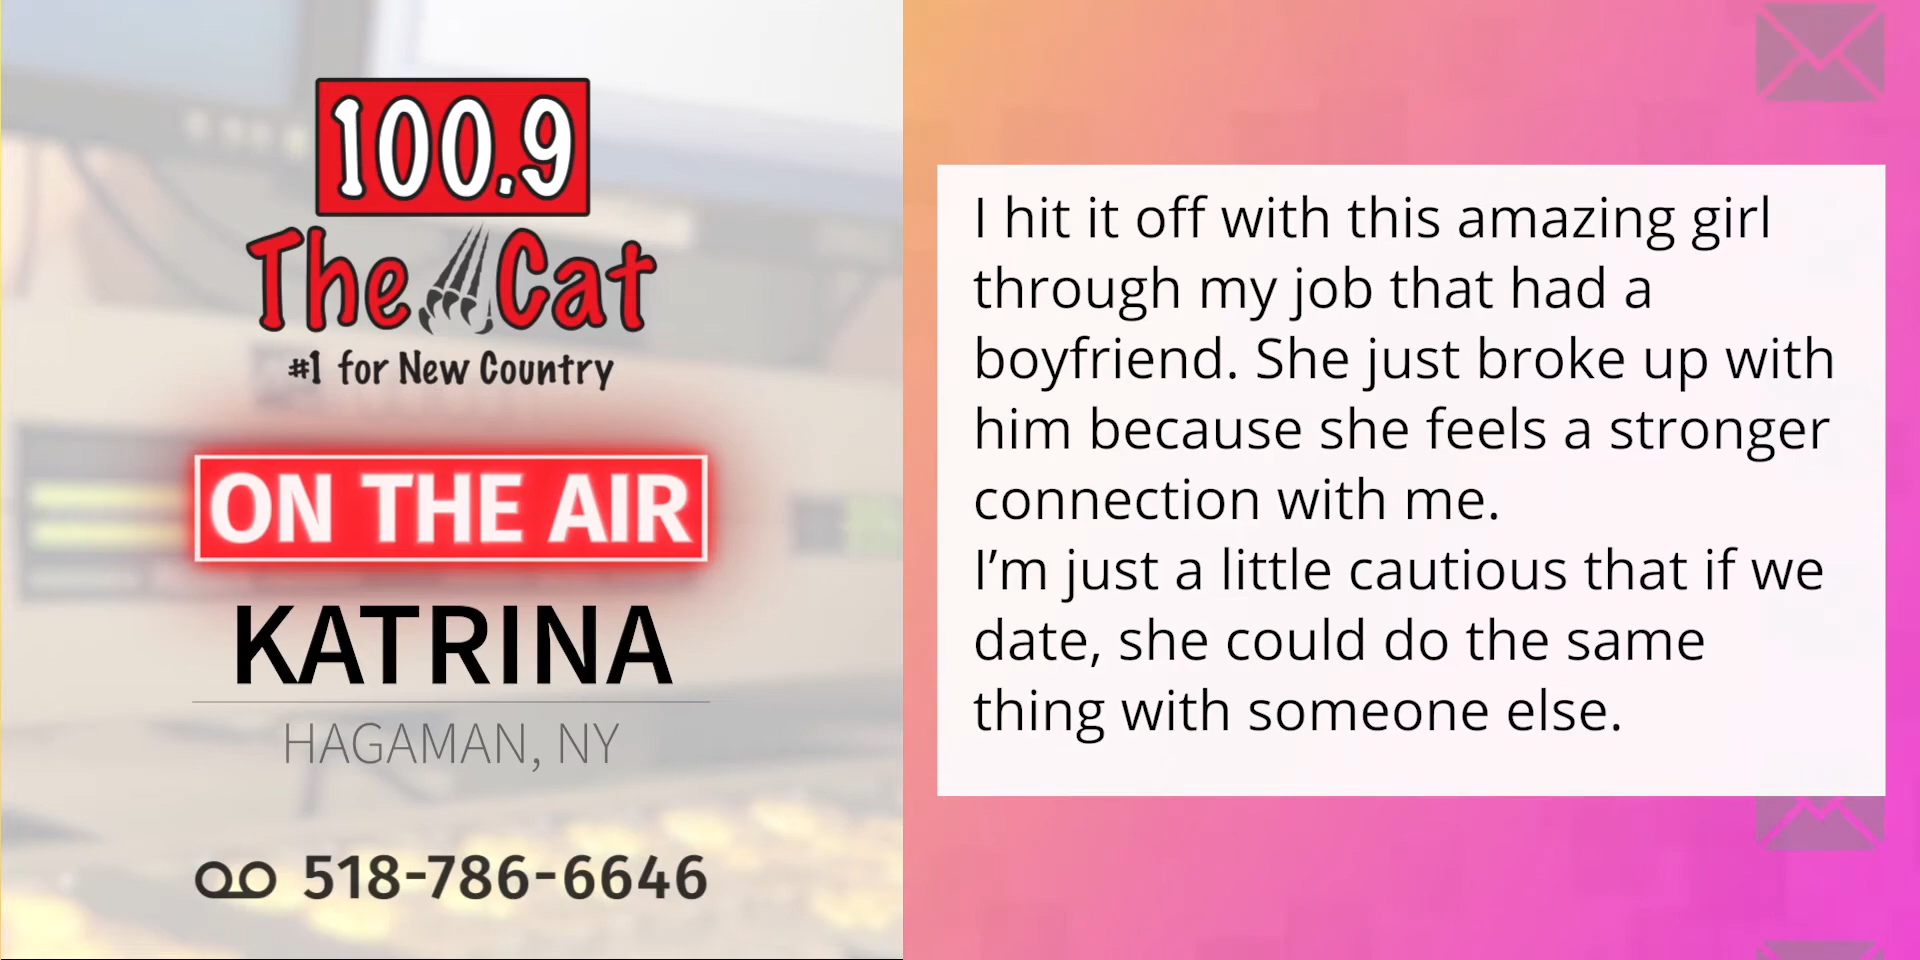 100.9
The Cat
#1 for New Country
ON THE AIR
KATRINA
HAGAMAN, NY
518-786-6646
I hit it off with this amazing girl
through my job that had a
boyfriend. She just broke up with
him because she feels a stronger
connection with me.
I’m just a little cautious that if we
date, she could do the same
thing with someone else.